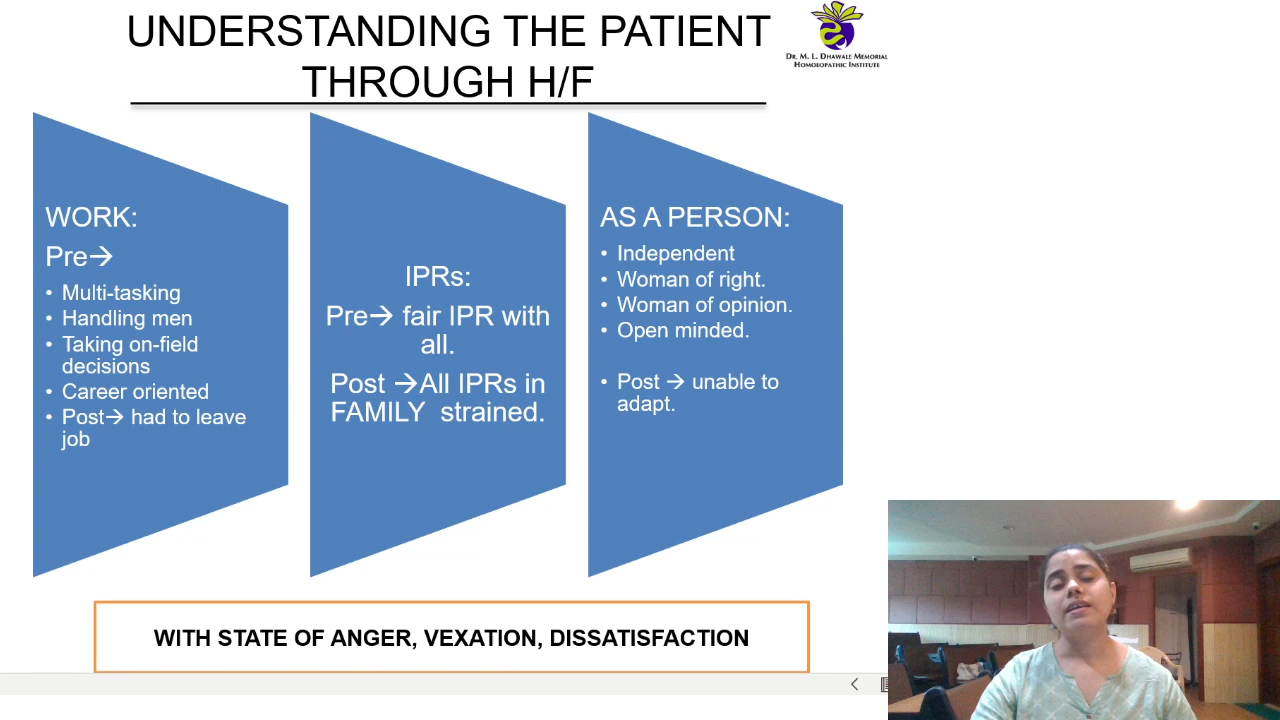 UNDERSTANDING THE PATIENT
THROUGH H/F
DR. M. L. DHAWALE MEMORIAL
HOMOEOPATHIC INSTITUTE
WORK:
Pre→
• Multi-tasking
• Handling men
• Taking on-field
decisions
• Career oriented
• Post→ had to leave
job
IPRs:
Pre→ fair IPR with
all.
Post →All IPRs in
FAMILY strained.
AS A PERSON:
• Independent
• Woman of right.
• Woman of opinion.
• Open minded.
• Post → unable to
adapt.
WITH STATE OF ANGER, VEXATION, DISSATISFACTION